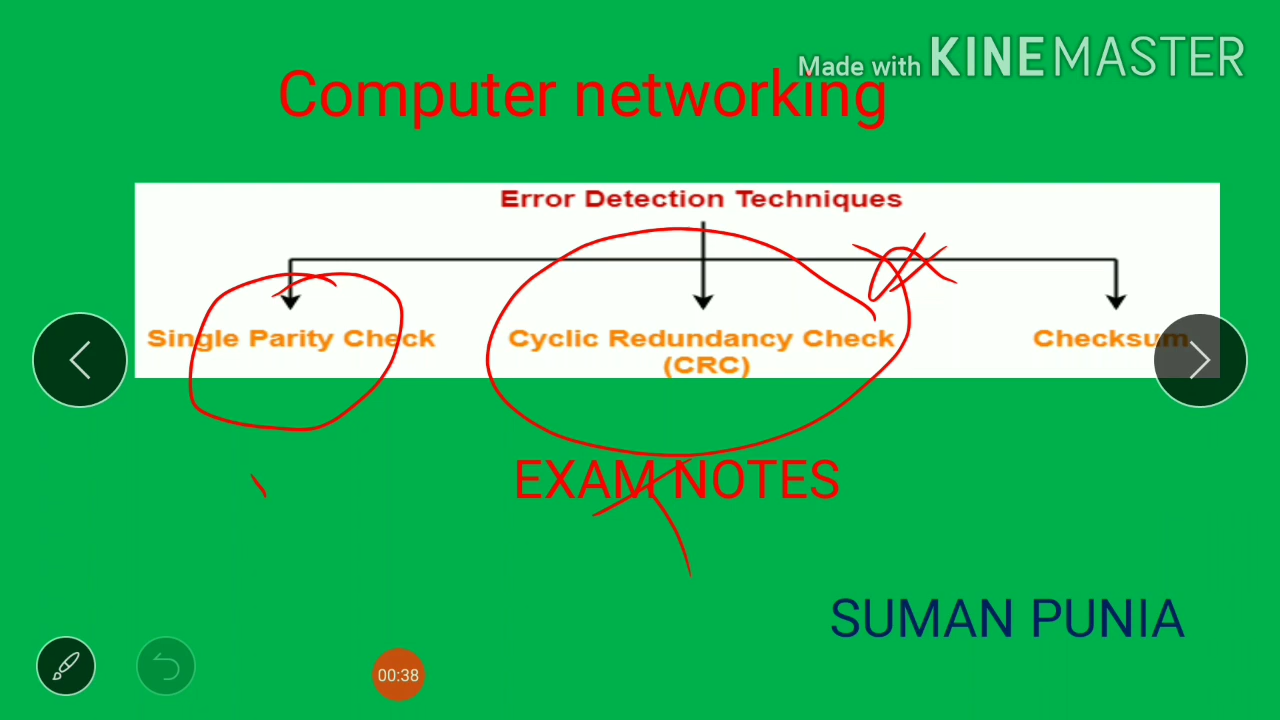 Made with KINEMASTER
Computer networking
Error Detection Techniques
Single Parity Check
Cyclic Redundancy Check
(CRC)
Checksum
EXAM NOTES
SUMAN PUNIA
00:38